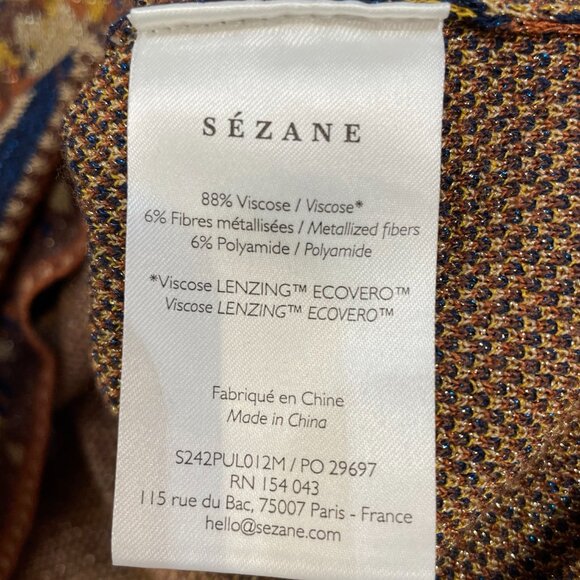 SÉZANE
88% Viscose / Viscose*
6% Fibres métallisées / Metallized fibers
6% Polyamide / Polyamide
*Viscose LENZING™ ECOVERO™
Viscose LENZING™ ECOVERO™
Fabriqué en Chine
Made in China
S242PUL012M / PO 29697
RN 154 043
115 rue du Bac, 75007 Paris - France
hello@sezane.com